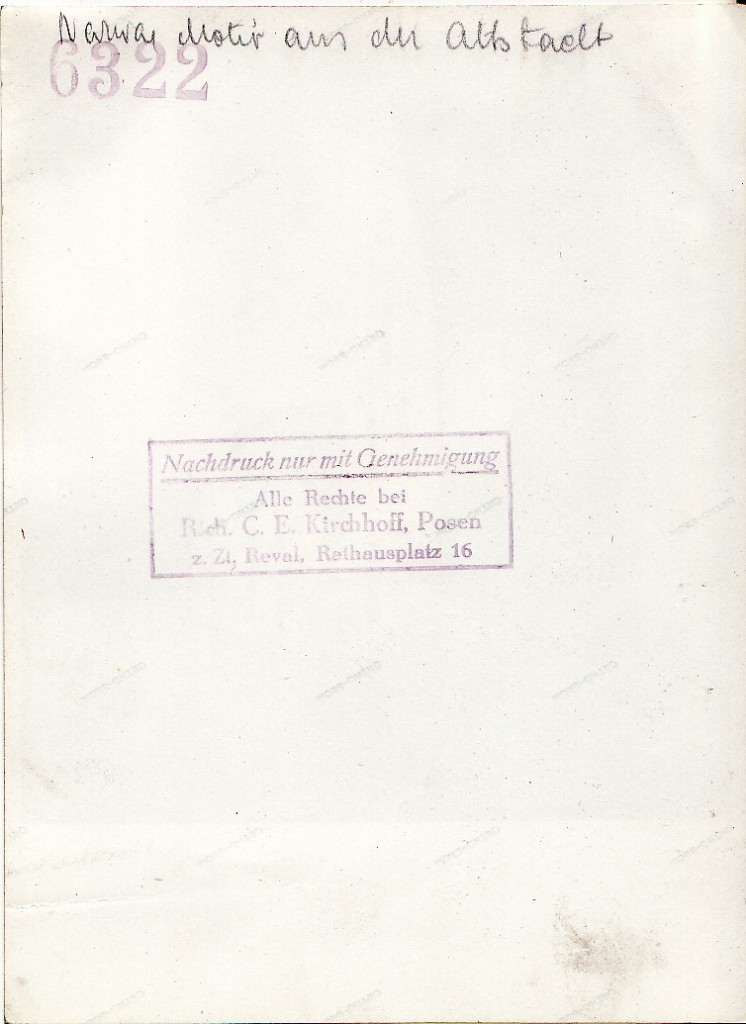 Narwa Motiv aus der Altstadt
6322
Nachdruck nur mit Genehmigung
Alle Rechte bei
Rich. C. E. Kirchhoff, Posen
z. Zt, Reval, Rathausplatz 16